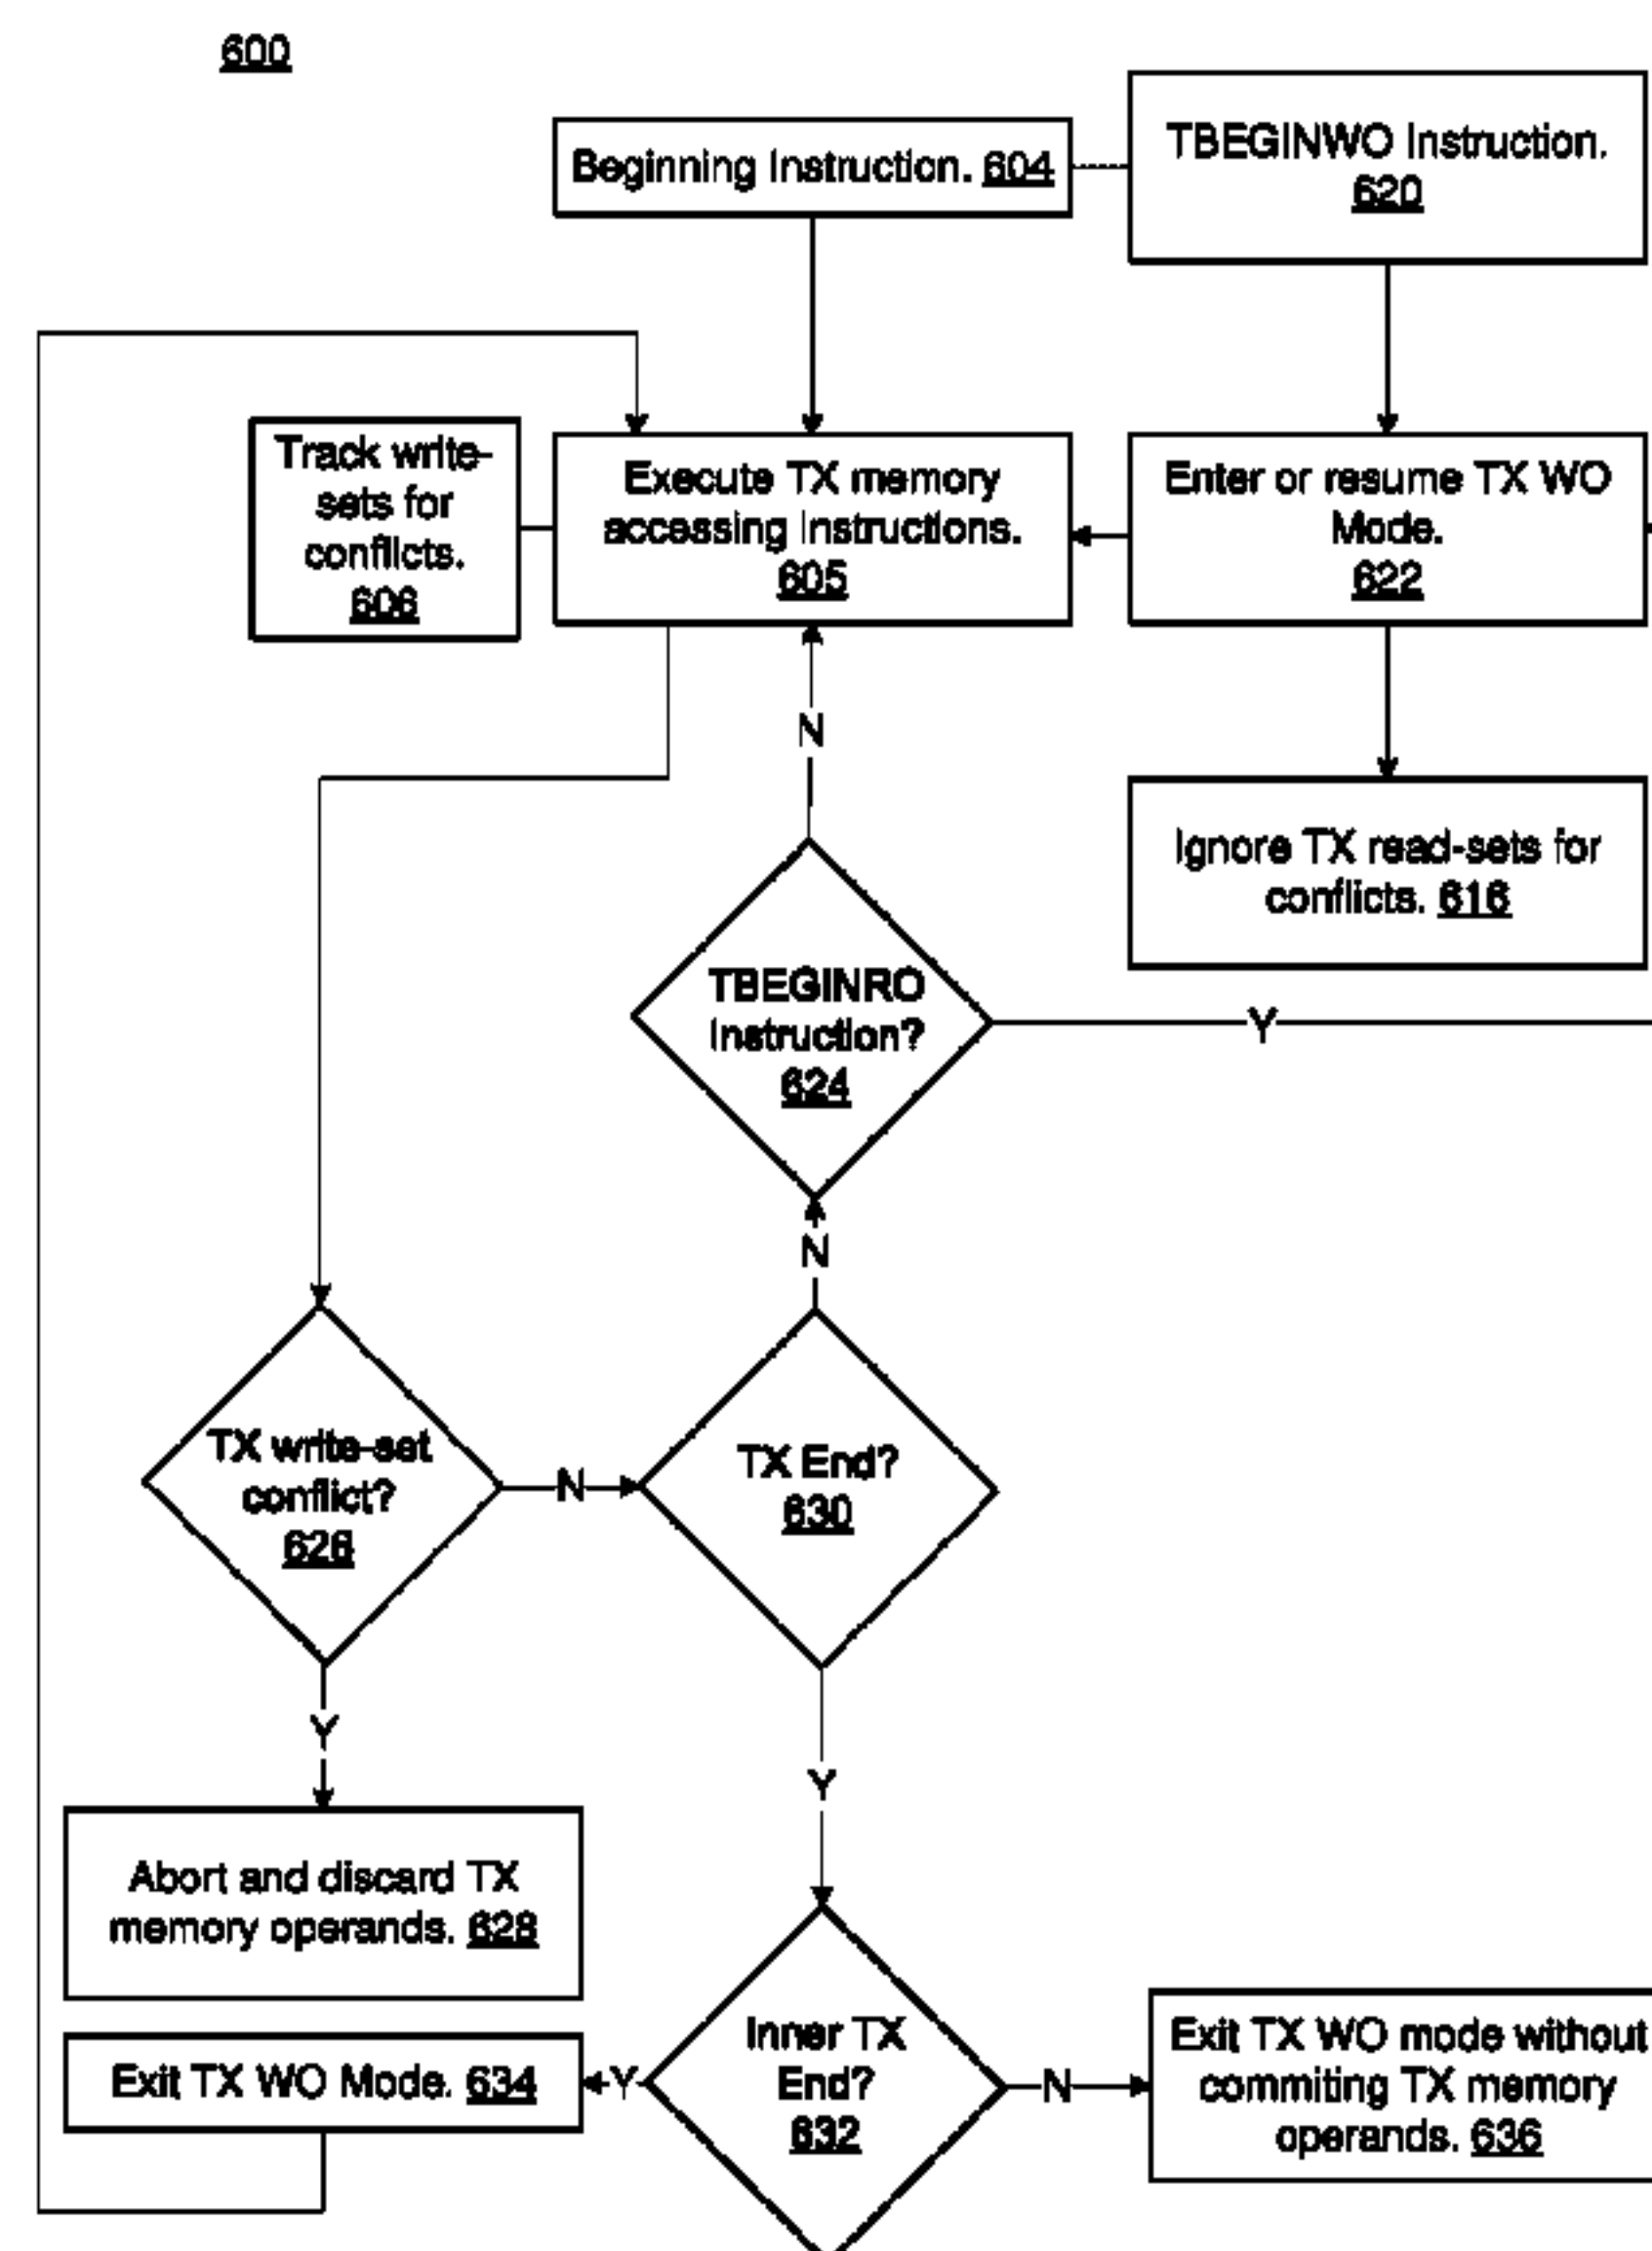 600
Beginning Instruction. 604
TBEGINWO Instruction.
620
Track write-
sets for
conflicts.
606
Execute TX memory
accessing Instructions.
605
Enter or resume TX WO
Mode.
622
N
Ignore TX read-sets for
conflicts. 616
TBEGINRO
Instruction?
624
Y
N
TX write-set
conflict?
626
N
TX End?
630
Y
Y
Abort and discard TX
memory operands. 628
Exit TX WO Mode. 634
Y
Inner TX
End?
632
N
Exit TX WO mode without
commiting TX memory
operands. 636